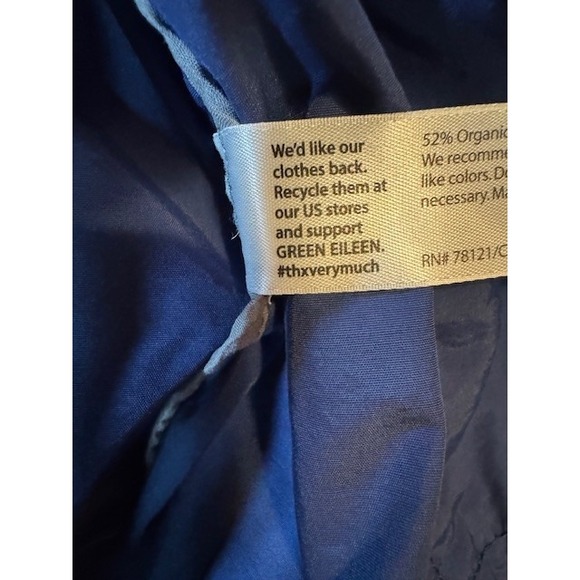 We'd like our
clothes back.
Recycle them at
our US stores
and support
GREEN EILEEN.
#thxverymuch
52% Organic
We recomme
like colors. Do
necessary. Ma
RN# 78121/C